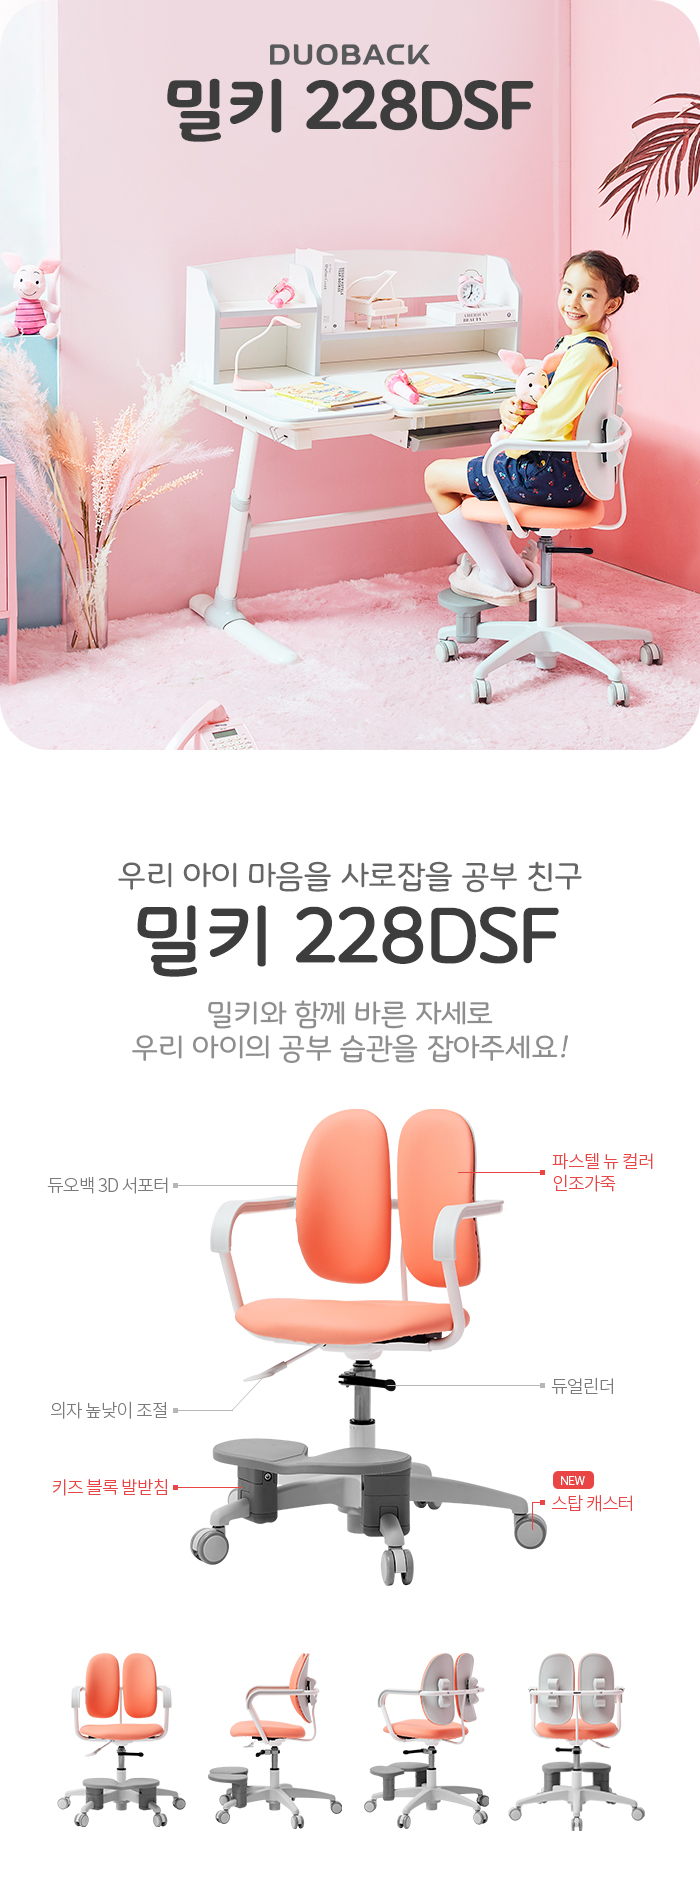 DUOBACK
밀키 228DSF
우리 아이 마음을 사로잡을 공부 친구
밀키 228DSF
밀키와 함께 바른 자세로
우리 아이의 공부 습관을 잡아주세요!
듀오백 3D 서포터
파스텔 뉴 컬러
인조가죽
듀얼린더
의자 높낮이 조절
키즈 블록 발받침
NEW
스탑 캐스터